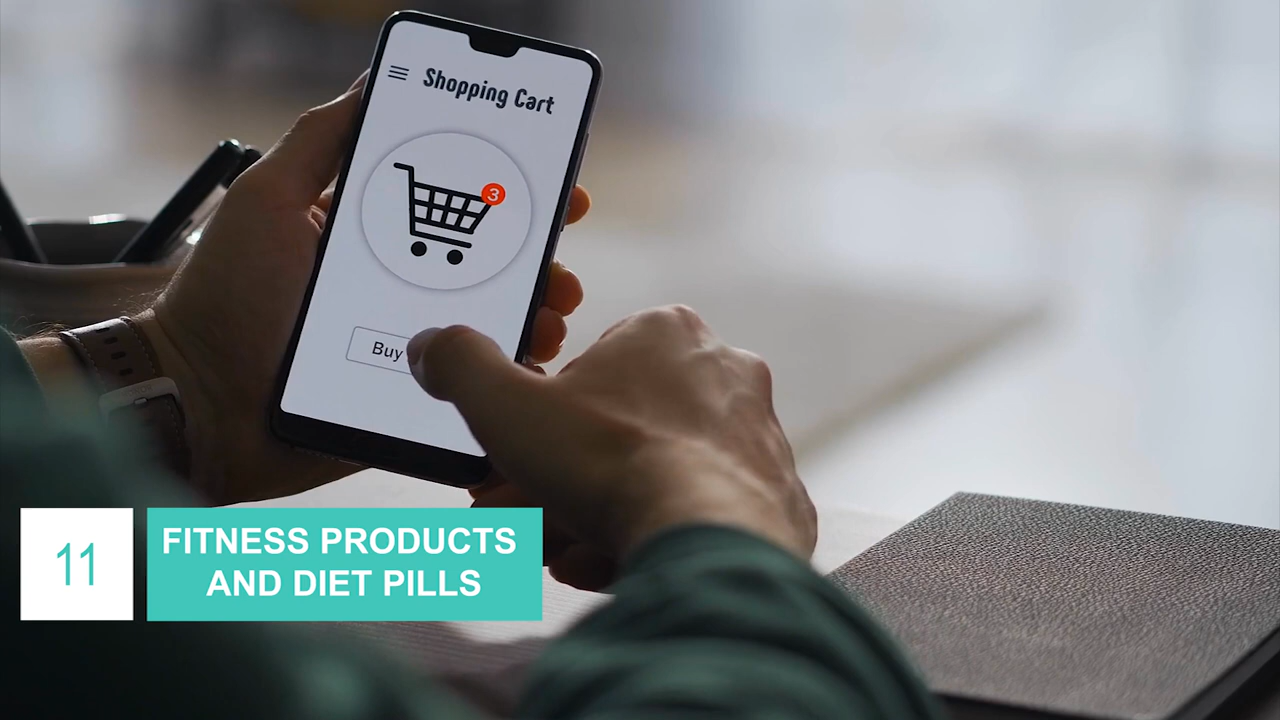 Shopping Cart
3
Buy
11
FITNESS PRODUCTS
AND DIET PILLS